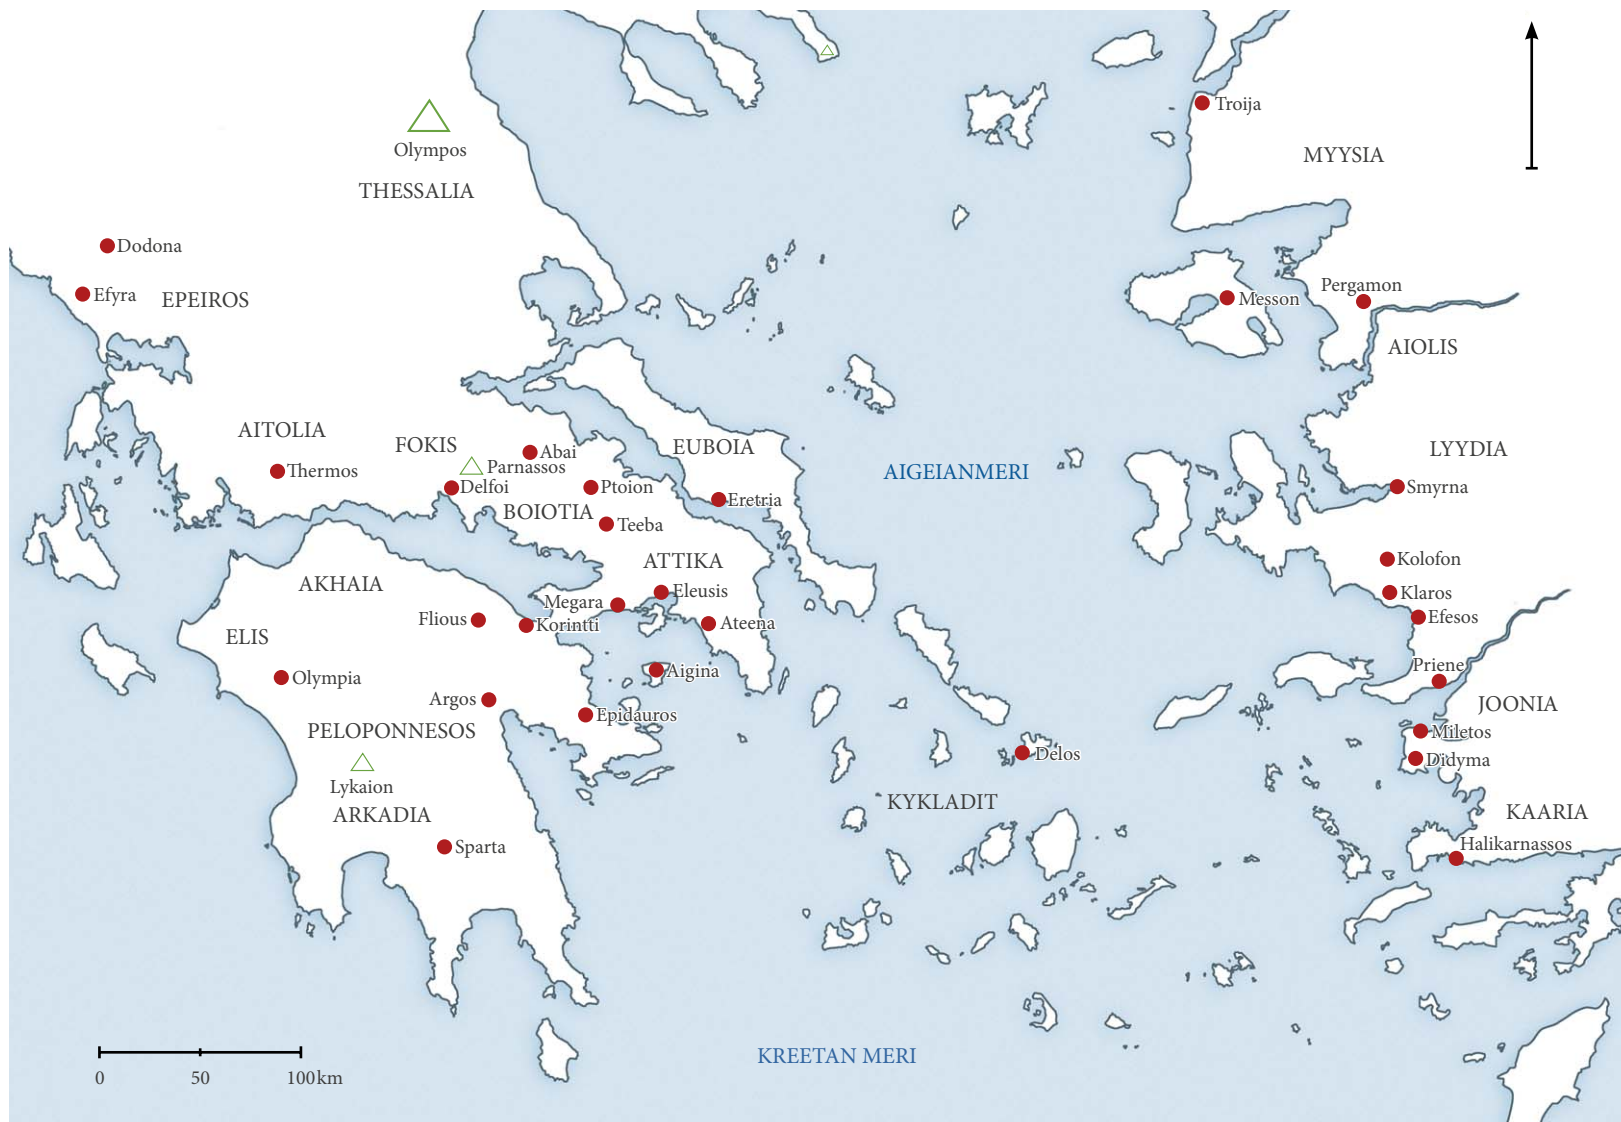 Troija
Olympos
MYYSIA
THESSALIA
Dodona
Efyra
EPEIROS
Messon
Pergamon
AIOLIS
AITOLIA
FOKIS
Abai
EUBOIA
LYYDIA
Thermos
Parnassos
AIGEIANMERI
Delfoi
Ptoion
Smyrna
BOIOTIA
Eretria
Teeba
ATTIKA
Kolofon
AKHAIA
Eleusis
Klaros
Megara
Flious
Korintti
Ateena
Efesos
ELIS
Olympia
Aigina
Priene
Argos
Epidauros
JOONIA
PELOPONNESOS
Miletos
Delos
Didyma
Lykaion
KYKLADIT
ARKADIA
KAARIA
Sparta
Halikarnassos
KREETAN MERI
0 50 100km